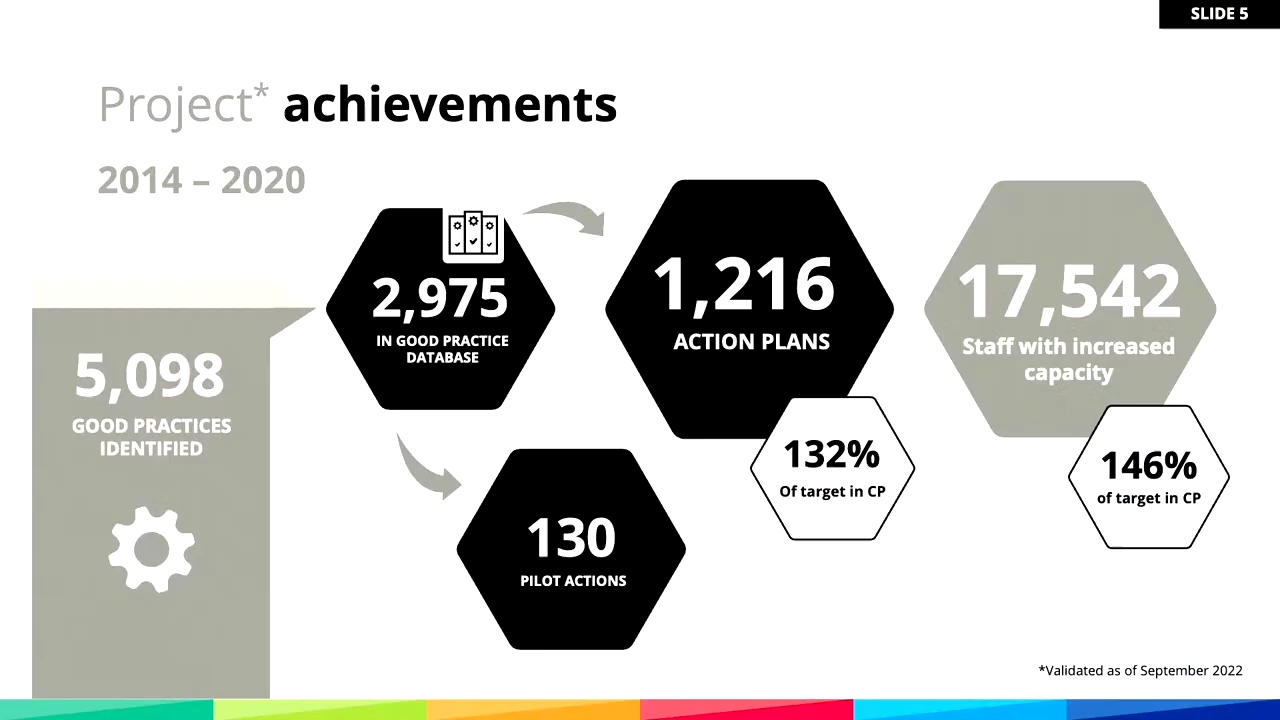 SLIDE 5
Project* achievements
2014 – 2020
5,098
GOOD PRACTICES
IDENTIFIED
2,975
IN GOOD PRACTICE
DATABASE
1,216
ACTION PLANS
132%
Of target in CP
17,542
Staff with increased
capacity
146%
of target in CP
130
PILOT ACTIONS
*Validated as of September 2022